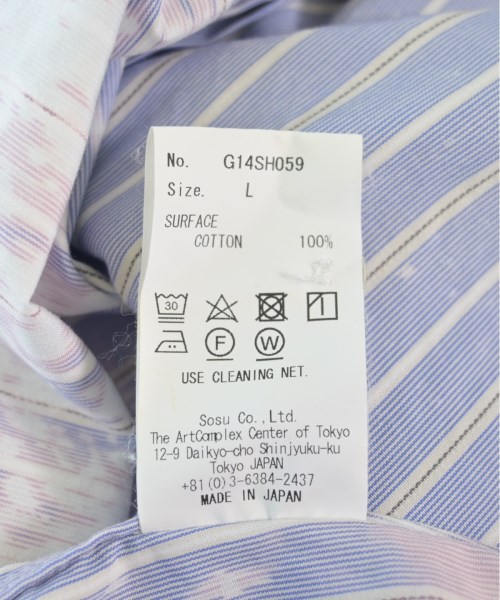 No. G14SH059
Size. L
SURFACE
COTTON 100%
30
F W
USE CLEANING NET.
Sosu Co.,Ltd.
The ArtComplex Center of Tokyo
12-9 Daikyo-cho Shinjyuku-ku
Tokyo JAPAN
+81(0)3-6384-2437
MADE IN JAPAN